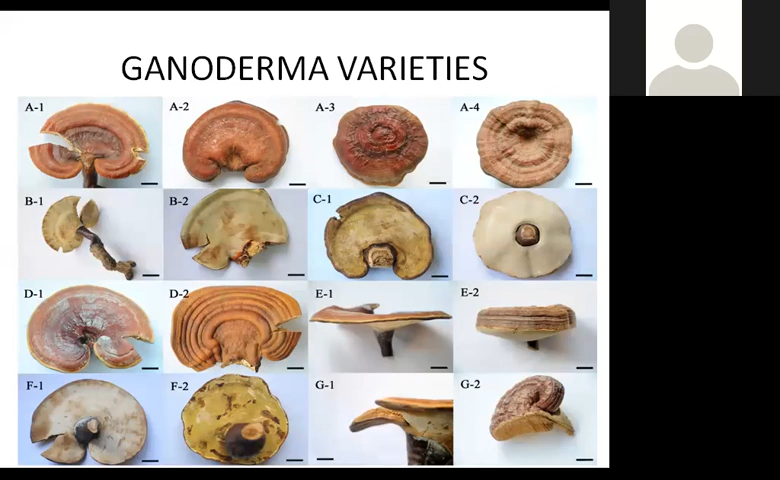 GANODERMA VARIETIES
A-1 A-2 A-3 A-4
B-1 B-2 C-1 C-2
D-1 D-2 E-1 E-2
F-1 F-2 G-1 G-2